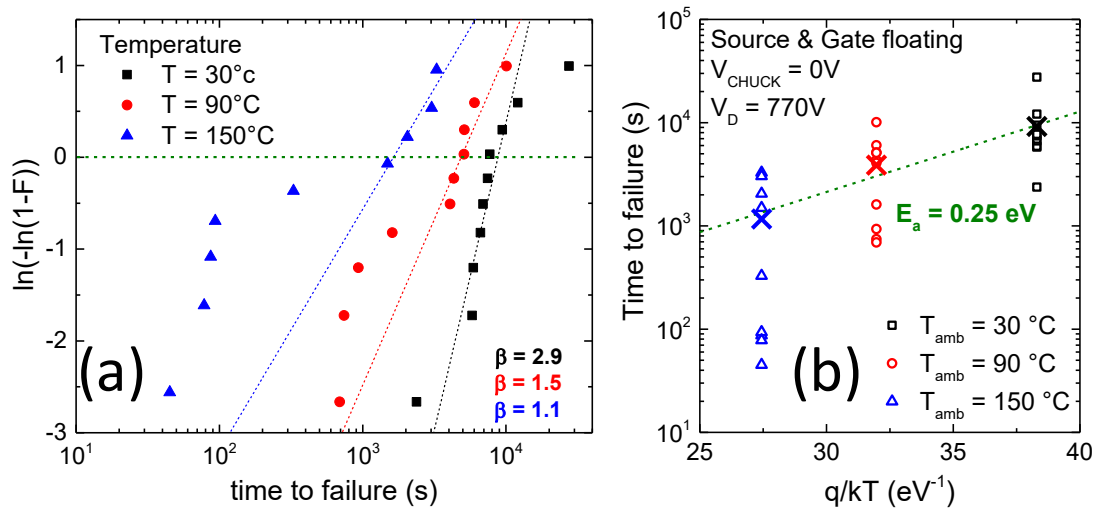 Temperature
T = 30°c
T = 90°C
T = 150°C
ln(-ln(1-F))
1
0
-1
-2
-3
(a)
β = 2.9
β = 1.5
β = 1.1
10^1
10^2
10^3
10^4
time to failure (s)
Source & Gate floating
V_CHUCK = 0V
V_D = 770V
Time to failure (s)
10^5
10^4
10^3
10^2
10^1
E_a = 0.25 eV
(b)
T_amb = 30 °C
T_amb = 90 °C
T_amb = 150 °C
25
30
35
40
q/kT (eV^-1)